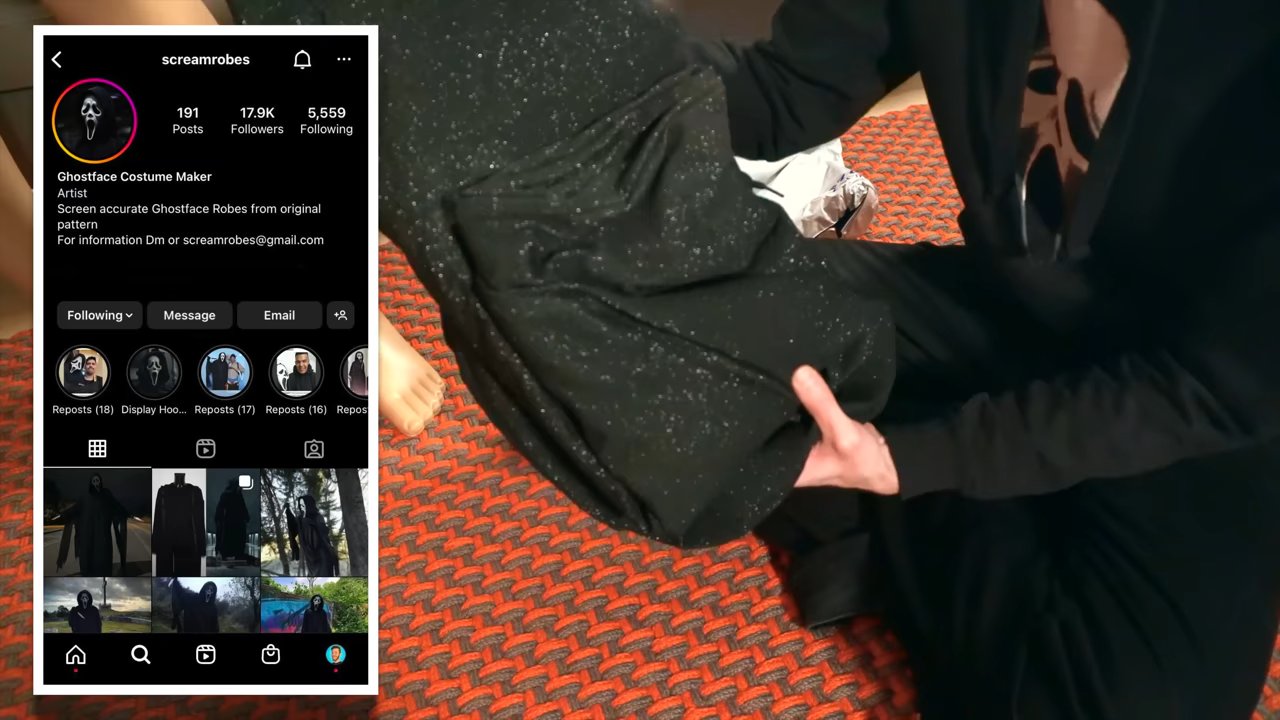 screamrobes
191
17.9K
5,559
Posts
Followers
Following
Ghostface Costume Maker
Artist
Screen accurate Ghostface Robes from original
pattern
For information Dm or screamrobes@gmail.com
Following
Message
Email
Reposts (18)
Display Hoo...
Reposts (17)
Reposts (16)
Repos